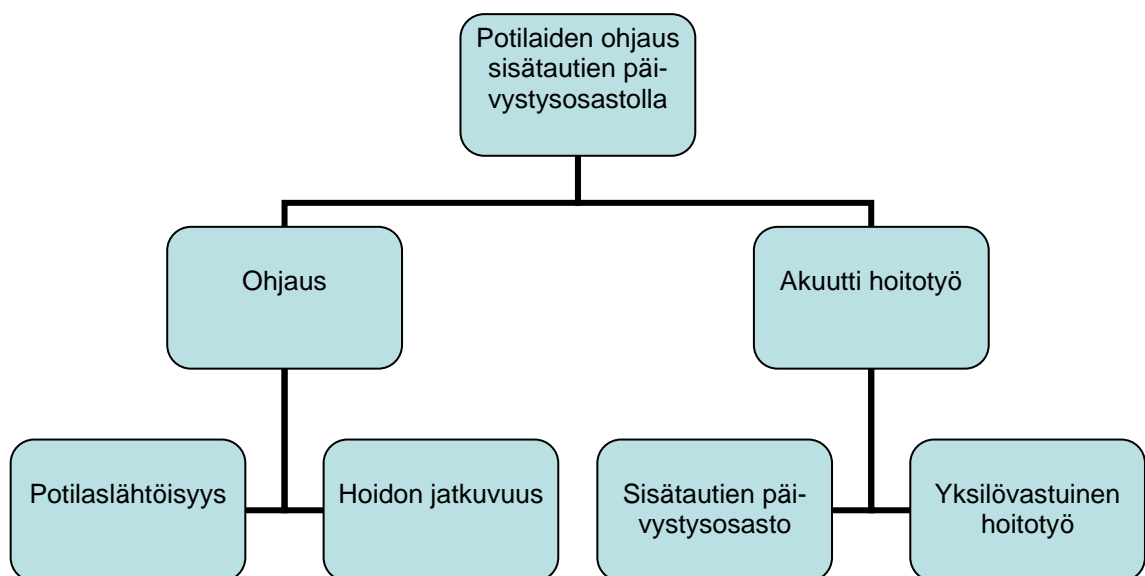 Potilaiden ohjaus
sisätautien päi-
vystysosastolla
Ohjaus
Akuutti hoitotyö
Potilaslähtöisyys
Hoidon jatkuvuus
Sisätautien päi-
vystysosasto
Yksilövastuinen
hoitotyö